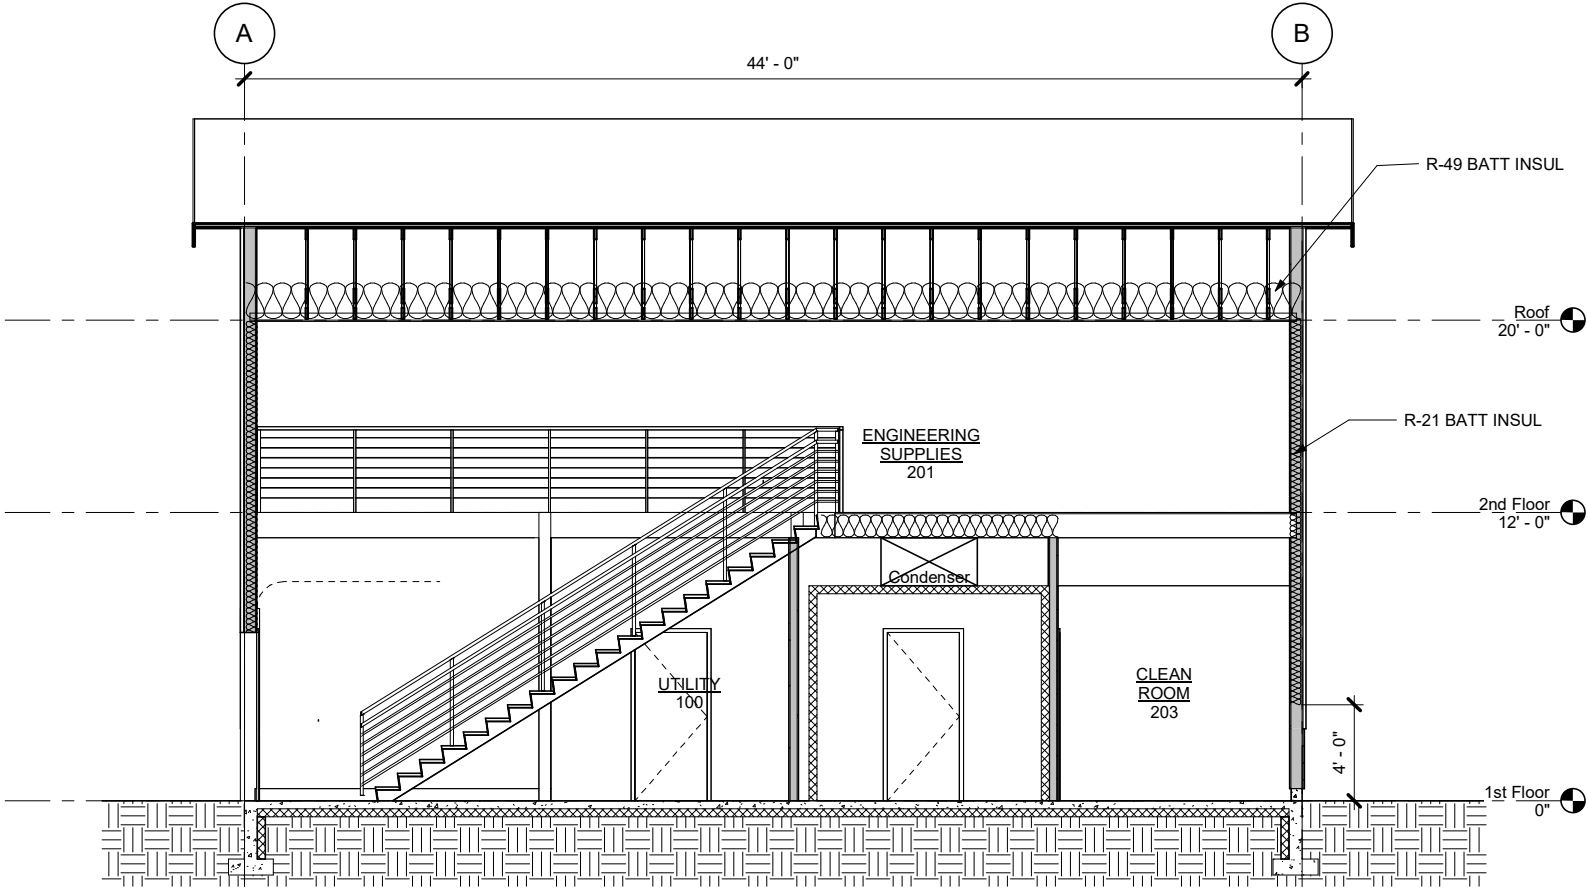 A
B
44' - 0"
R-49 BATT INSUL
Roof
20' - 0"
R-21 BATT INSUL
ENGINEERING
SUPPLIES
201
2nd Floor
12' - 0"
Condenser
UTILITY
100
CLEAN
ROOM
203
4' - 0"
1st Floor
0"